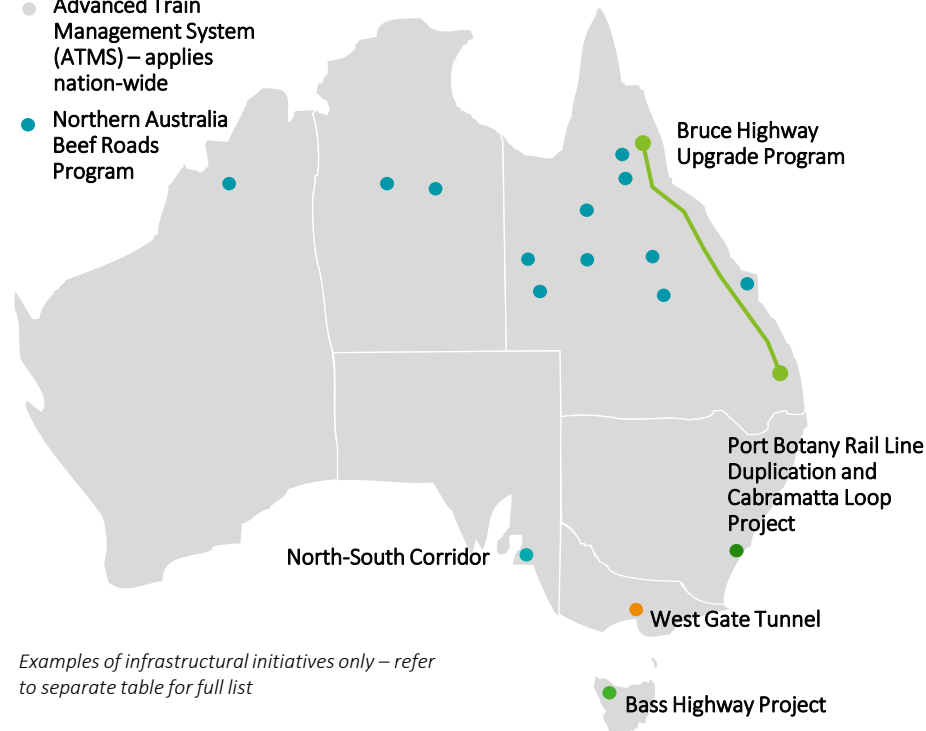 Advanced Train
Management System
(ATMS) – applies
nation-wide
Northern Australia
Beef Roads
Program
Bruce Highway
Upgrade Program
Port Botany Rail Line
Duplication and
Cabramatta Loop
Project
North-South Corridor
West Gate Tunnel
Examples of infrastructural initiatives only – refer
to separate table for full list
Bass Highway Project